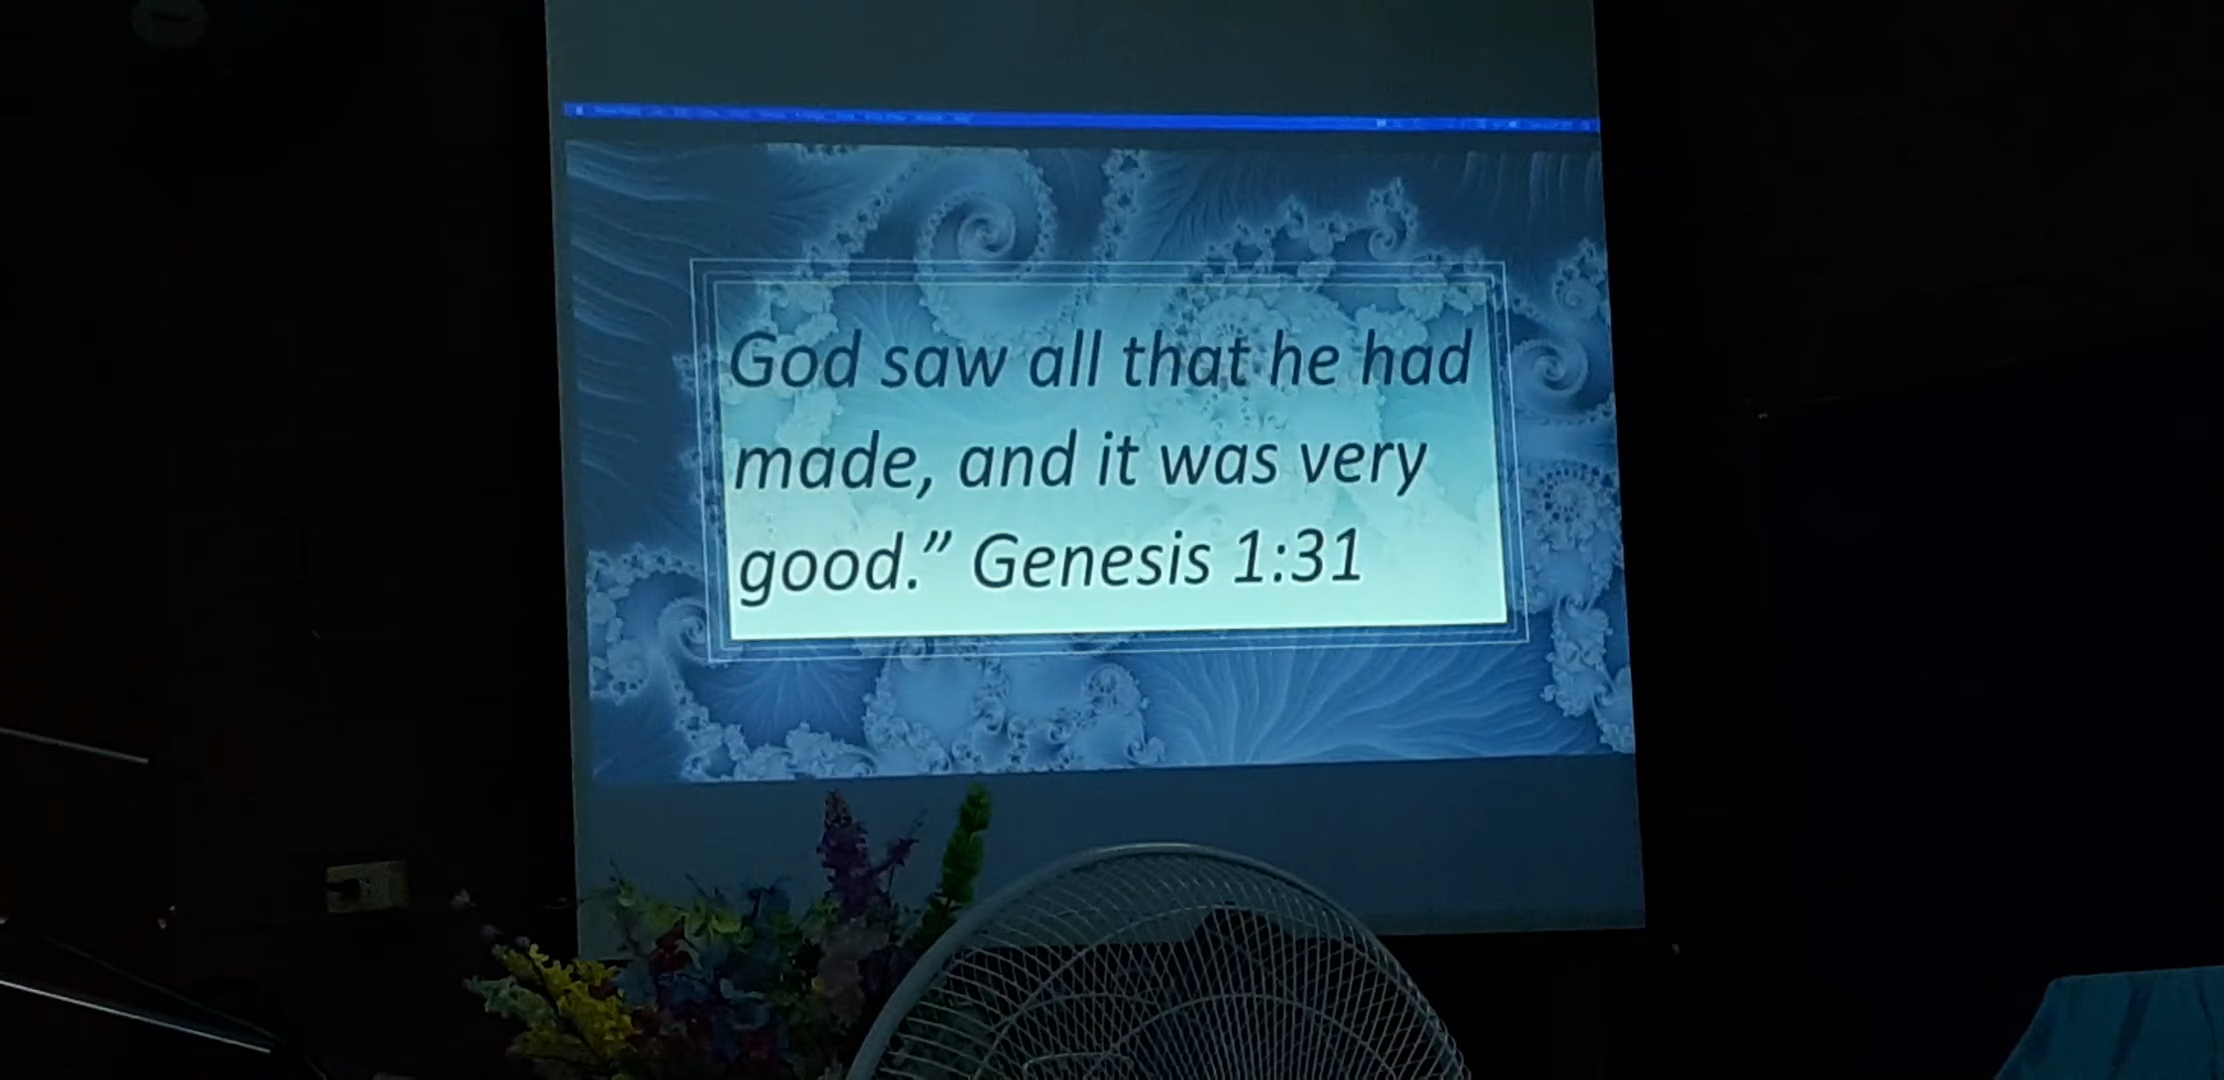 God saw all that he had
made, and it was very
good.” Genesis 1:31